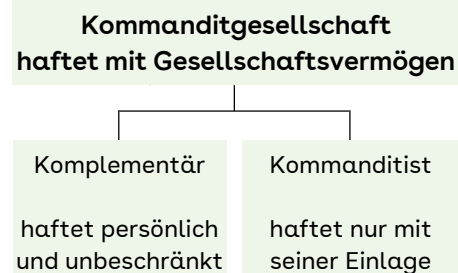 Kommanditgesellschaft
haftet mit Gesellschaftsvermögen
Komplementär
haftet persönlich
und unbeschränkt
Kommanditist
haftet nur mit
seiner Einlage